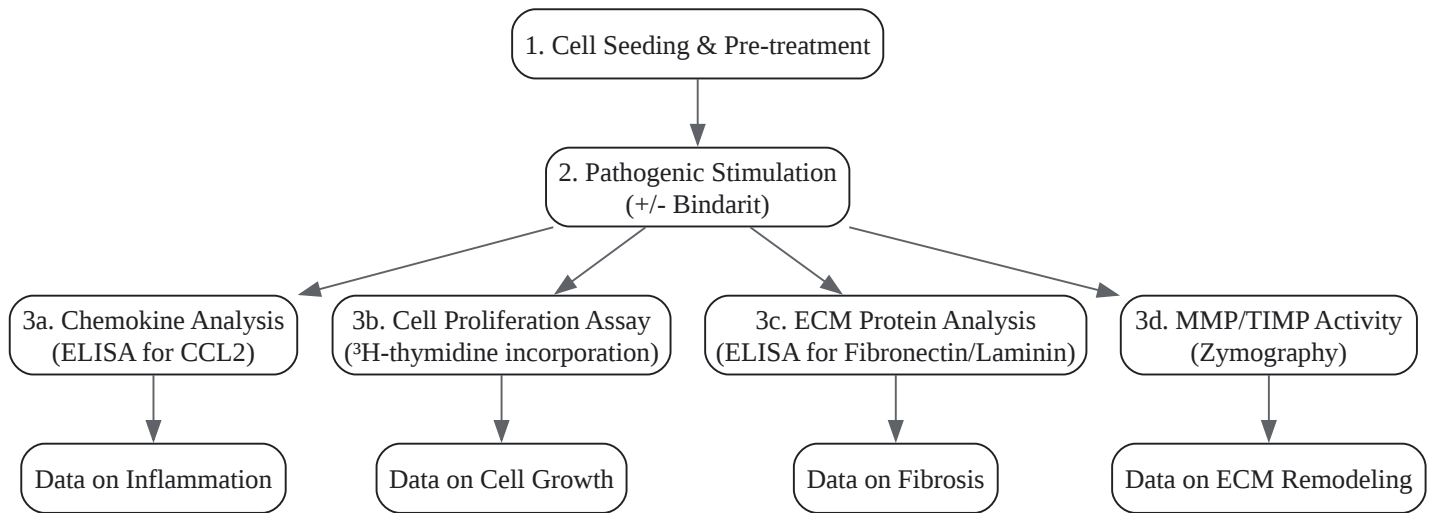 1. Cell Seeding & Pre-treatment
2. Pathogenic Stimulation
(+/- Bindarit)
3a. Chemokine Analysis
(ELISA for CCL2)
3b. Cell Proliferation Assay
(³H-thymidine incorporation)
3c. ECM Protein Analysis
(ELISA for Fibronectin/Laminin)
3d. MMP/TIMP Activity
(Zymography)
Data on Inflammation
Data on Cell Growth
Data on Fibrosis
Data on ECM Remodeling